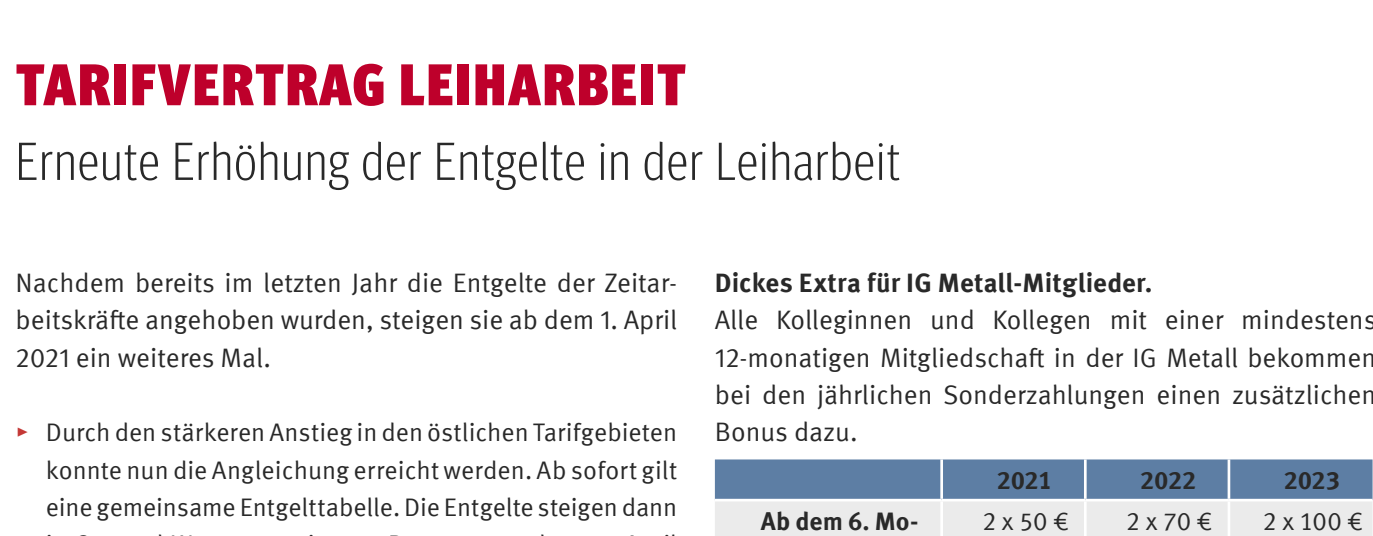 TARIFVERTRAG LEIHARBEIT
Erneute Erhöhung der Entgelte in der Leiharbeit
Nachdem bereits im letzten Jahr die Entgelte der Zeitar-
beitskräfte angehoben wurden, steigen sie ab dem 1. April
2021 ein weiteres Mal.
► Durch den stärkeren Anstieg in den östlichen Tarifgebieten
konnte nun die Angleichung erreicht werden. Ab sofort gilt
eine gemeinsame Entgelttabelle. Die Entgelte steigen dann
Dickes Extra für IG Metall-Mitglieder.
Alle Kolleginnen und Kollegen mit einer mindestens
12-monatigen Mitgliedschaft in der IG Metall bekommen
bei den jährlichen Sonderzahlungen einen zusätzlichen
Bonus dazu.
2021 2022 2023
Ab dem 6. Mo- 2 x 50 € 2 x 70 € 2 x 100 €